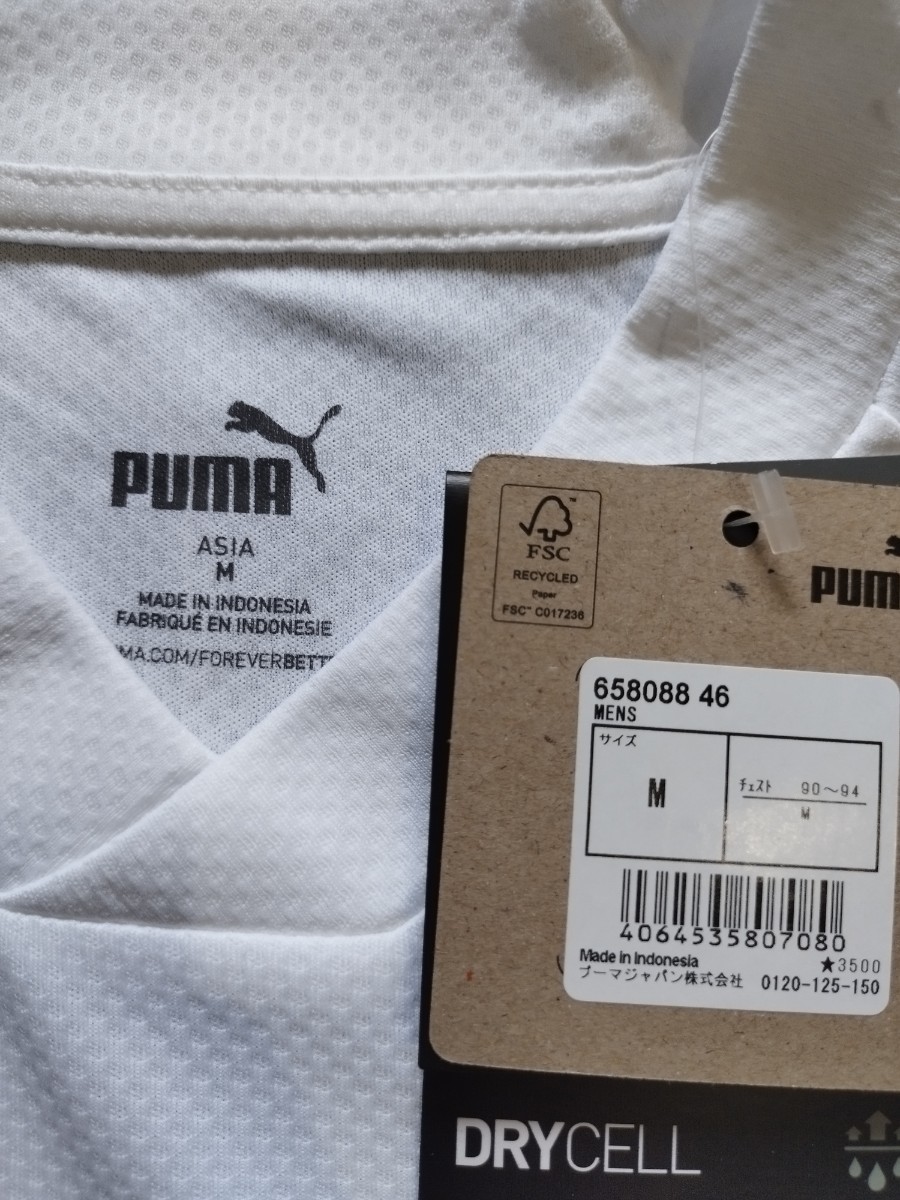 PUMA
ASIA
M
MADE IN INDONESIA
FABRIQUÉ EN INDONESIE
MA.COM/FOREVERBETT
FSC™
RECYCLED
Paper
FSC™ C017236
PUM
658088 46
MENS
サイズ
M
チェスト 90〜94
M
4064535807080
Made in Indonesia
★3500
プーマジャパン株式会社 0120-125-150
DRYCELL